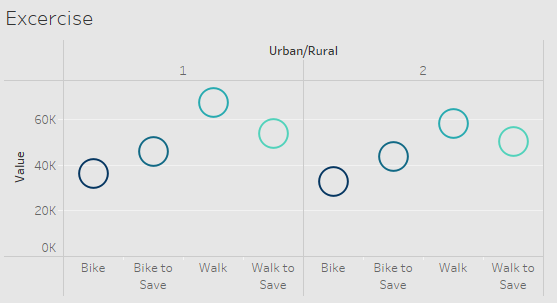 Excercise
Urban/Rural
1 2
Value
60K
40K
20K
0K
Bike Bike to Save Walk Walk to Save Bike Bike to Save Walk Walk to Save